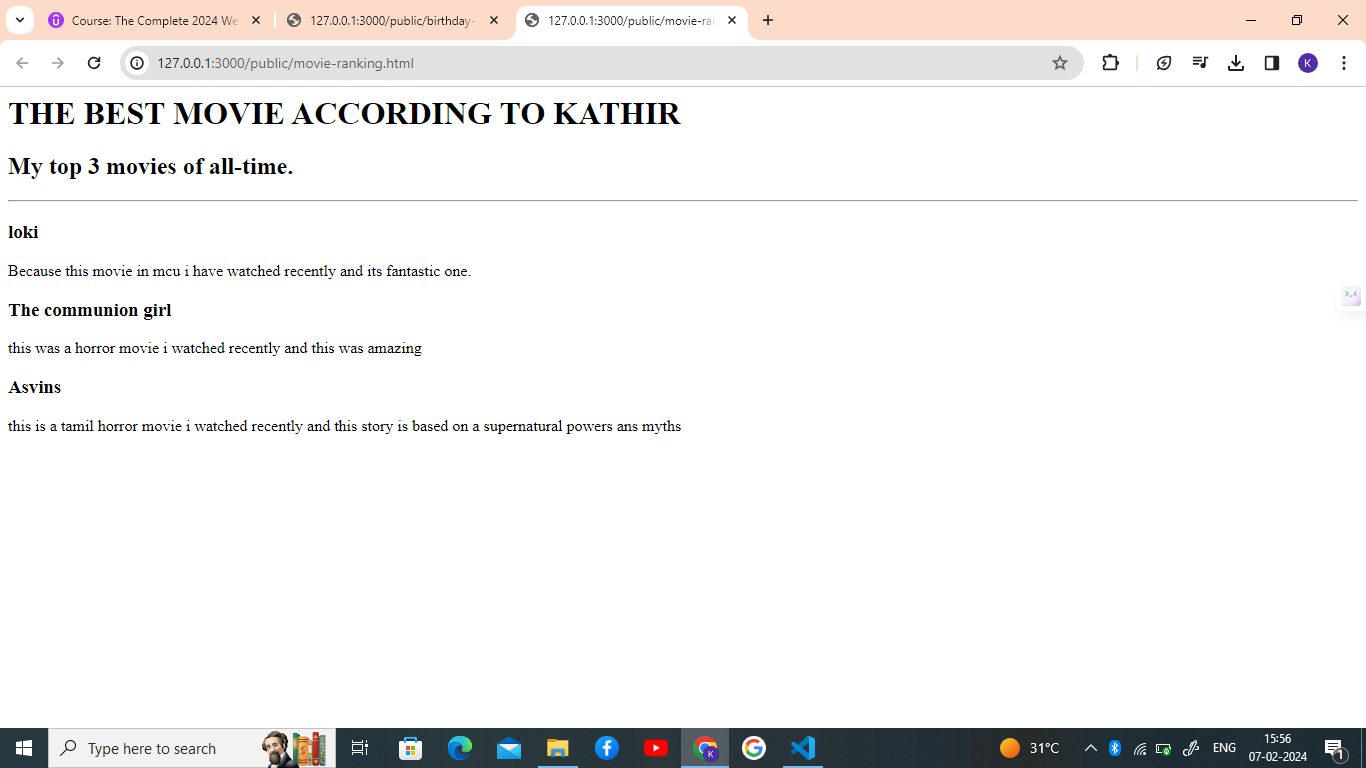 Course: The Complete 2024 We
127.0.0.1:3000/public/birthday-
127.0.0.1:3000/public/movie-ra
127.0.0.1:3000/public/movie-ranking.html
K
THE BEST MOVIE ACCORDING TO KATHIR
My top 3 movies of all-time.
loki
Because this movie in mcu i have watched recently and its fantastic one.
The communion girl
this was a horror movie i watched recently and this was amazing
Asvins
this is a tamil horror movie i watched recently and this story is based on a supernatural powers ans myths
Type here to search
K
31°C
ENG
15:56
07-02-2024
1